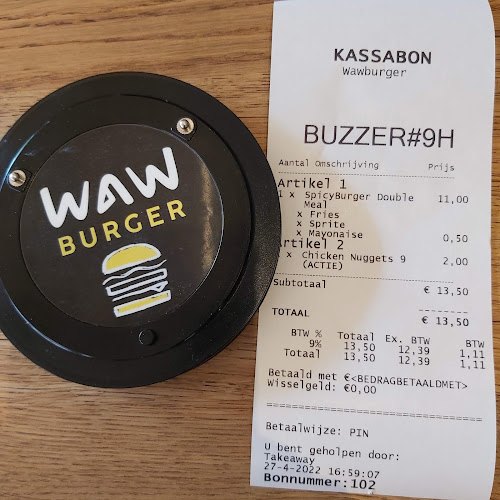 WAW
BURGER
KASSABON
Wawburger
BUZZER#9H
Aantal Omschrijving Prijs
Artikel 1
1 x SpicyBurger Double 11,00
Meal
x Fries
x Sprite
x Mayonaise 0,50
Artikel 2
x Chicken Nuggets 9 2,00
(ACTIE)
Subtotaal € 13,50
TOTAAL € 13,50
BTW % Totaal Ex. BTW BTW
9% 13,50 12,39 1,11
Totaal 13,50 12,39 1,11
Betaald met €<BEDRAGBETAALDMET>
Wisselgeld: €0,00
Betaalwijze: PIN
U bent geholpen door:
Takeaway
27-4-2022 16:59:07
Bonnummer:102